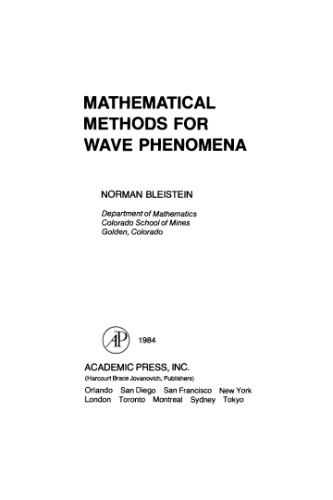 MATHEMATICAL
METHODS FOR
WAVE PHENOMENA
NORMAN BLEISTEIN
Department of Mathematics
Colorado School of Mines
Golden, Colorado
AP 1984
ACADEMIC PRESS, INC.
(Harcourt Brace Jovanovich, Publishers)
Orlando San Diego San Francisco New York
London Toronto Montreal Sydney Tokyo